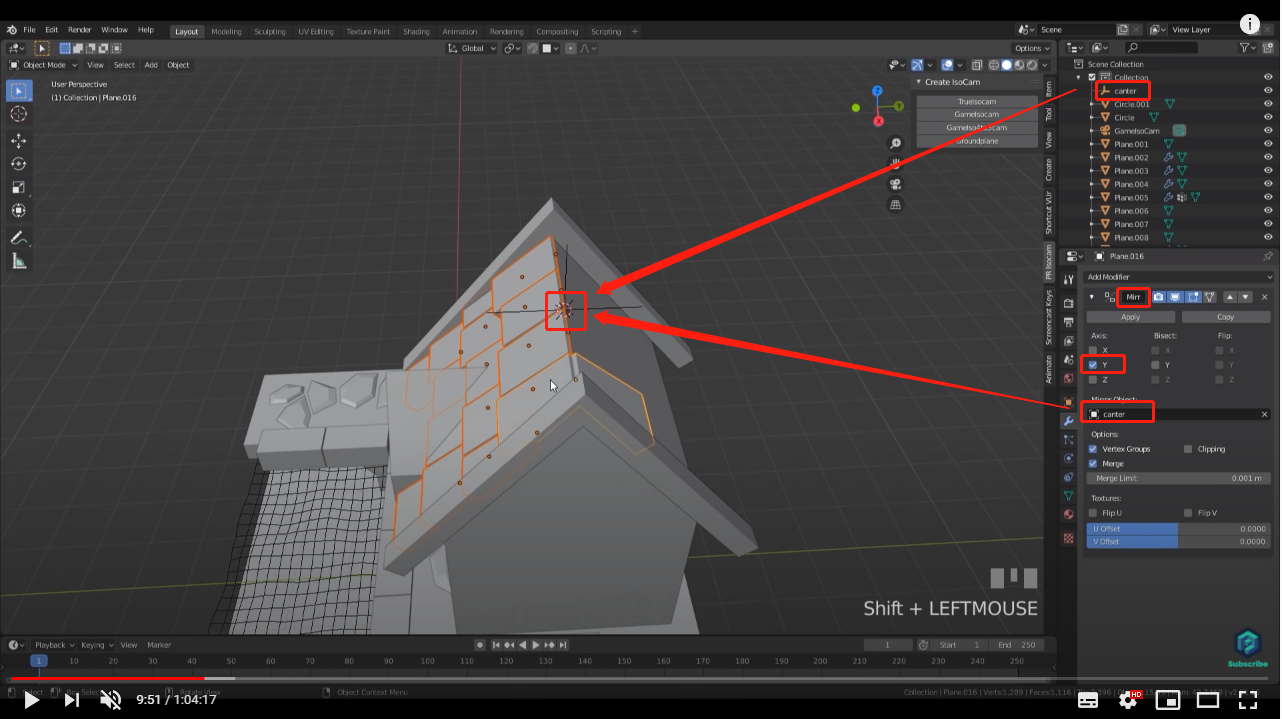 File Edit Render Window Help
Layout Modeling Sculpting UV Editing Texture Paint Shading Animation Rendering Compositing Scripting +
Scene View Layer
Global Options
Object Mode View Select Add Object
User Perspective
(1) Collection | Plane.016
Create IsoCam
TrueIsocam
GameIsocam
GameIso4to3cam
Groundplane
Z
Y
X
Item
Tool
View
Create
Shortcut VUr
PR Isocam
Screencast Keys
Animate
Scene Collection
Collection
canter
Circle.001
Circle
GameIsoCam
Plane.001
Plane.002
Plane.003
Plane.004
Plane.005
Plane.006
Plane.007
Plane.008
Plane.016
Add Modifier
Mirr
Apply Copy
Axis: Bisect: Flip:
X X X
Y Y Y
Z Z Z
Mirror Object:
canter
Options:
Vertex Groups Clipping
Merge
Merge Limit 0.001 m
Textures:
Flip U Flip V
U Offset 0.0000
V Offset 0.0000
Shift + LEFTMOUSE
Playback Keying View Marker
1 Start 1 End 250
1 10 20 30 40 50 60 70 80 90 100 110 120 130 140 150 160 170 180 190 200 210 220 230 240 250
Subscribe
Select Box Select Rotate View Object Context Menu
Collection | Plane.016 | Verts:1,289 | Faces:1,116
9:51 / 1:04:17
HD